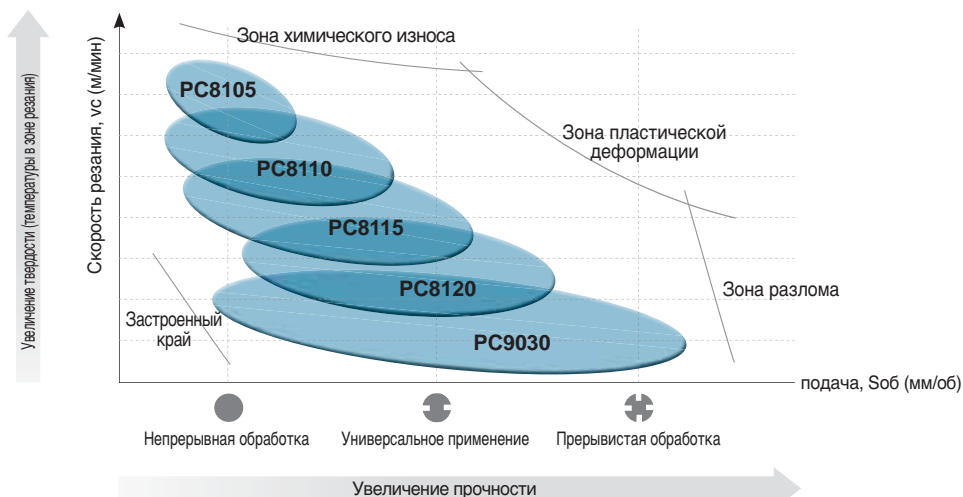 Увеличение твердости (температуры в зоне резания)
Скорость резания, vc (м/мин)
Зона химического износа
PC8105
Зона пластической
деформации
PC8110
PC8115
PC8120
Зона разлома
Застроенный
край
PC9030
подача, Sоб (мм/об)
Непрерывная обработка
Универсальное применение
Прерывистая обработка
Увеличение прочности